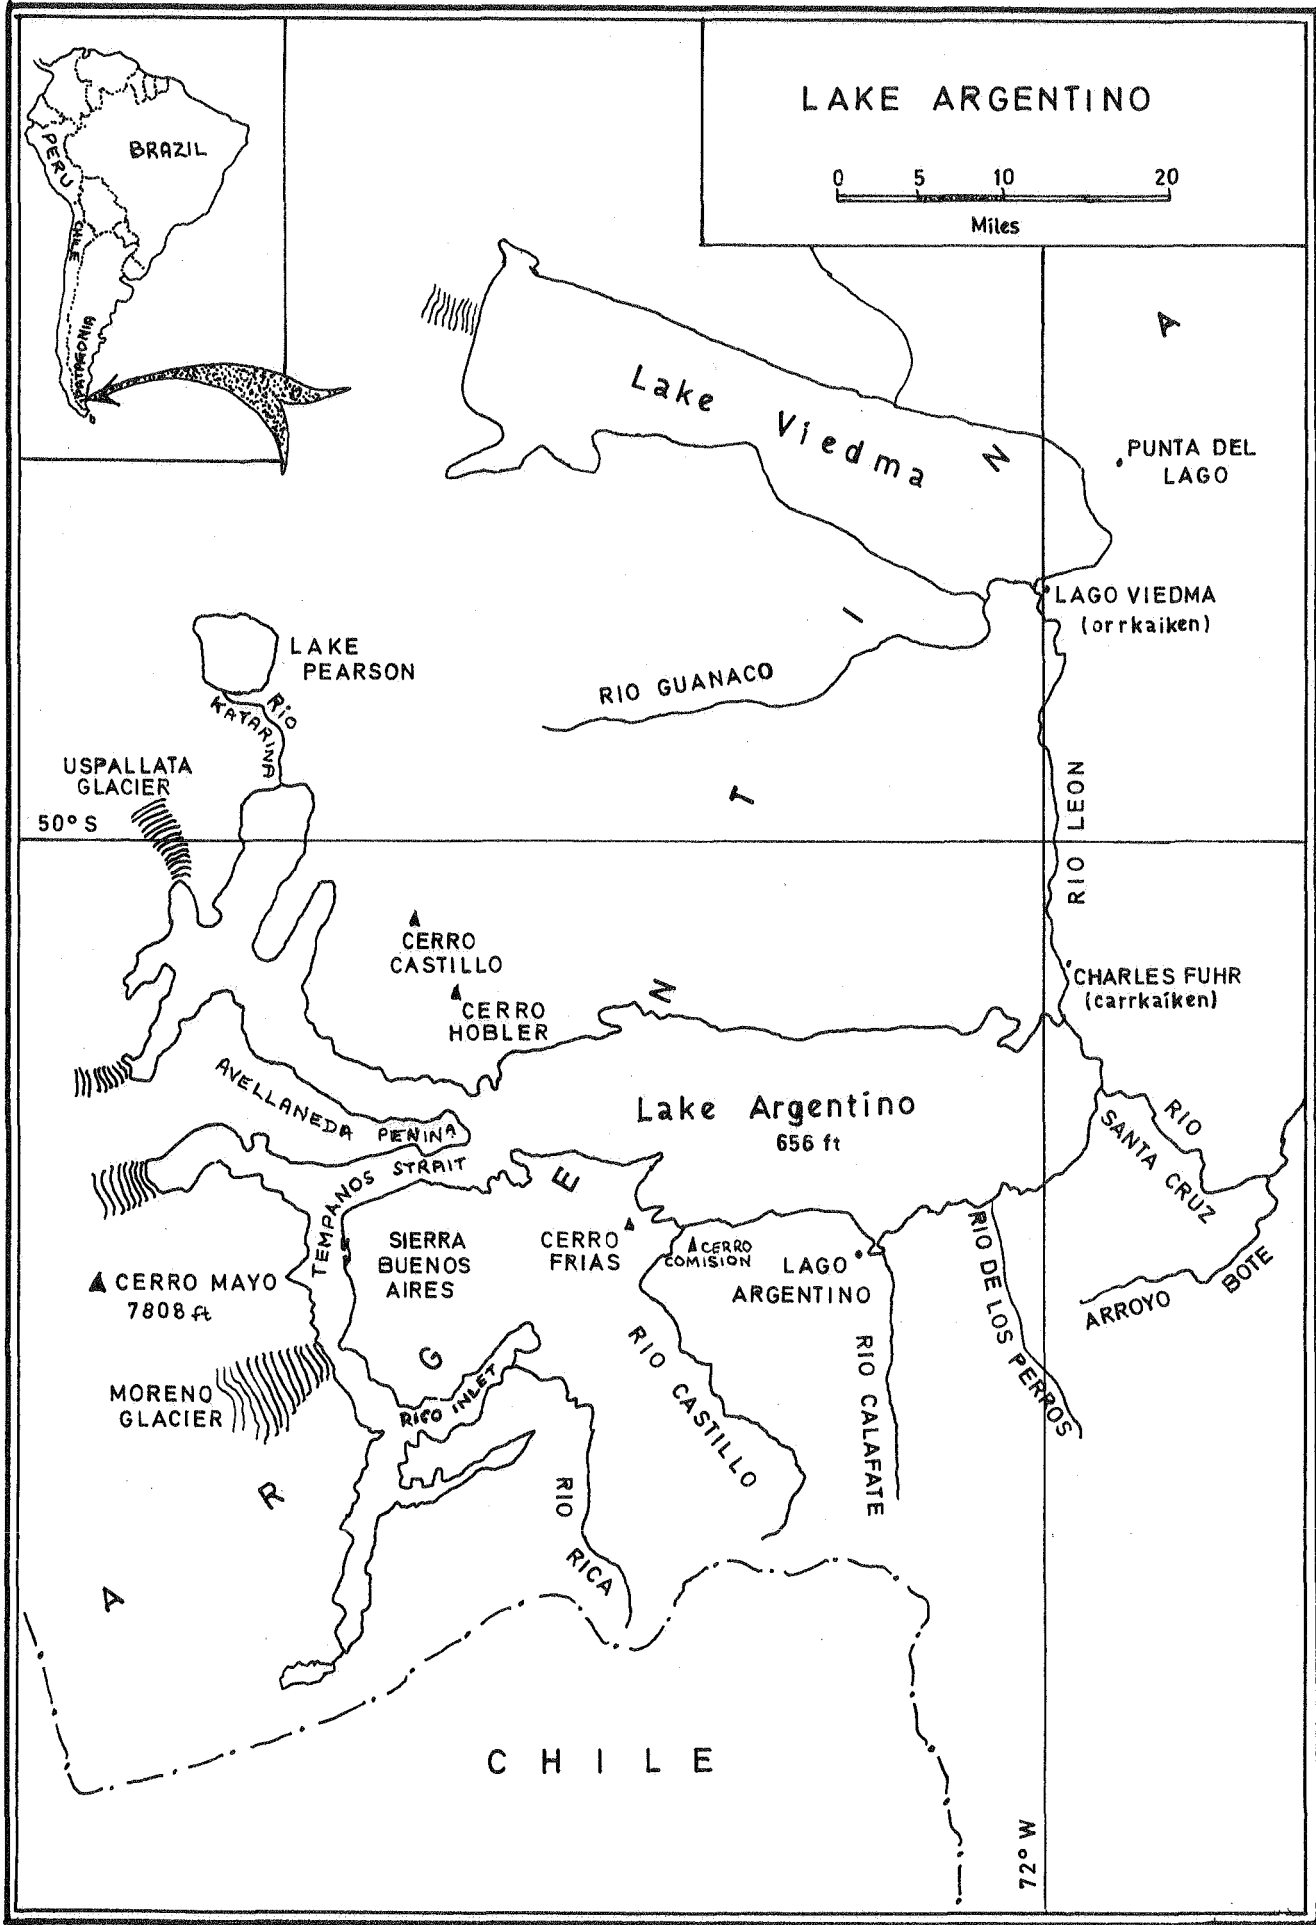 LAKE ARGENTINO
0 5 10 20
Miles
PERU
BRAZIL
CHILE
PATAGONIA
Lake Viedma
PUNTA DEL
LAGO
LAGO VIEDMA
(orrkaiken)
LAKE
PEARSON
RIO
KATARINA
RIO GUANACO
USPALLATA
GLACIER
50° S
RIO LEON
CERRO
CASTILLO
CERRO
HOBLER
CHARLES FUHR
(carrkaiken)
AVELLANEDA PENINA
Lake Argentino
656 ft
RIO
SANTA CRUZ
TEMPANOS STRAIT
SIERRA
BUENOS
AIRES
CERRO
FRIAS
CERRO
COMISION
LAGO
ARGENTINO
CERRO MAYO
7808 ft
ARROYO BOTE
RIO DE LOS PERROS
RIO CASTILLO
RIO CALAFATE
MORENO
GLACIER
RICO INLET
RIO
RICA
ARGENTINA
CHILE
72° W